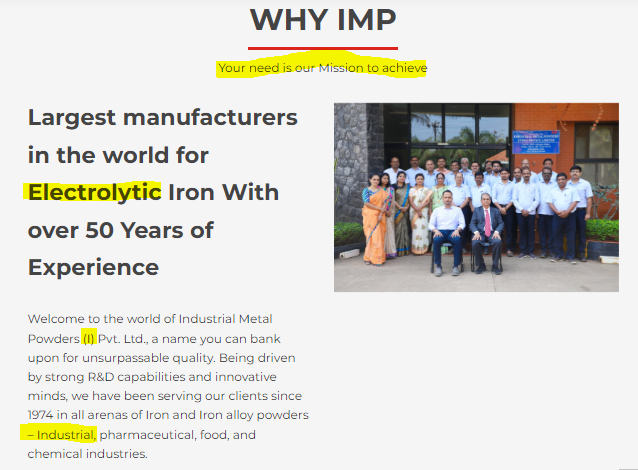 WHY IMP
Your need is our Mission to achieve
Largest manufacturers
in the world for
Electrolytic Iron With
over 50 Years of
Experience
Welcome to the world of Industrial Metal
Powders (I) Pvt. Ltd., a name you can bank
upon for unsurpassable quality. Being driven
by strong R&D capabilities and innovative
minds, we have been serving our clients since
1974 in all arenas of Iron and Iron alloy powders
– Industrial, pharmaceutical, food, and
chemical industries.